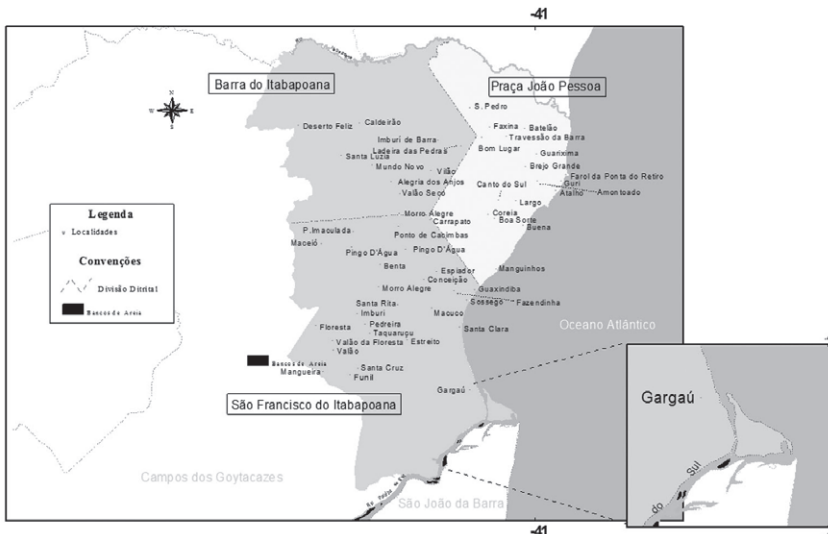 -41
Barra do Itabapoana
Praça João Pessoa
S. Pedro
Deserto Feliz
Caldeirão
Faxina
Batelão
Imburi de Barra
Travessão da Barra
Ladeira das Pedras
Bom Lugar
Santa Luzia
Guarixima
Mundo Novo
Vilão
Brejo Grande
Farol da Ponta do Retiro
Alegria dos Anjos
Canto do Sul
Guri
Valão Seco
Atalho
Amontoado
Largo
Morro Alegre
Coreia
Carrapato
Boa Sorte
Buena
P. Imaculada
Ponto de Cacimbas
Maceió
Pingo D'Água
Pingo D'Água
Benta
Espiador
Manguinhos
Conceição
Morro Alegre
Guaxindiba
Santa Rita
Sossego
Fazendinha
Imburi
Macuco
Floresta
Pedreira
Santa Clara
Taquaruçu
Valão da Floresta
Estreito
Valão
Bancos de Areia
Mangueira
Santa Cruz
Funil
Gargaú
São Francisco do Itabapoana
Oceano Atlântico
Campos dos Goytacazes
São João da Barra
Legenda
Localidades
Convenções
Divisão Ditrital
Bancos de Areia
N
W
E
S
Gargaú
do Sul
-41